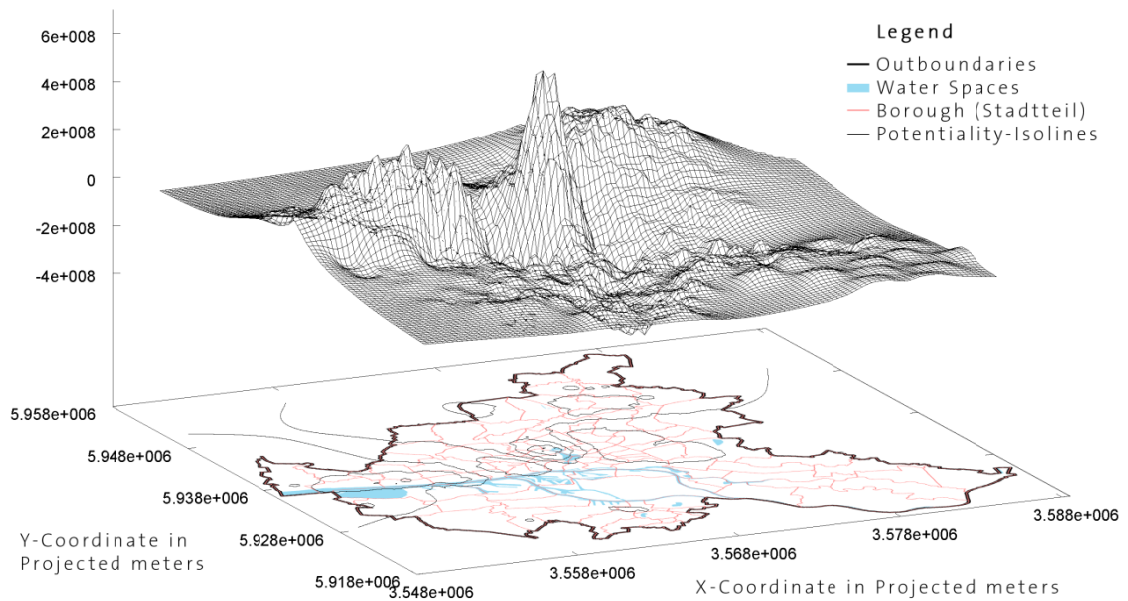 6e+008
4e+008
2e+008
0
-2e+008
-4e+008
Legend
Outboundaries
Water Spaces
Borough (Stadtteil)
Potentiality-Isolines
5.958e+006
5.948e+006
5.938e+006
5.928e+006
5.918e+006
Y-Coordinate in
Projected meters
3.548e+006
3.558e+006
3.568e+006
3.578e+006
3.588e+006
X-Coordinate in Projected meters